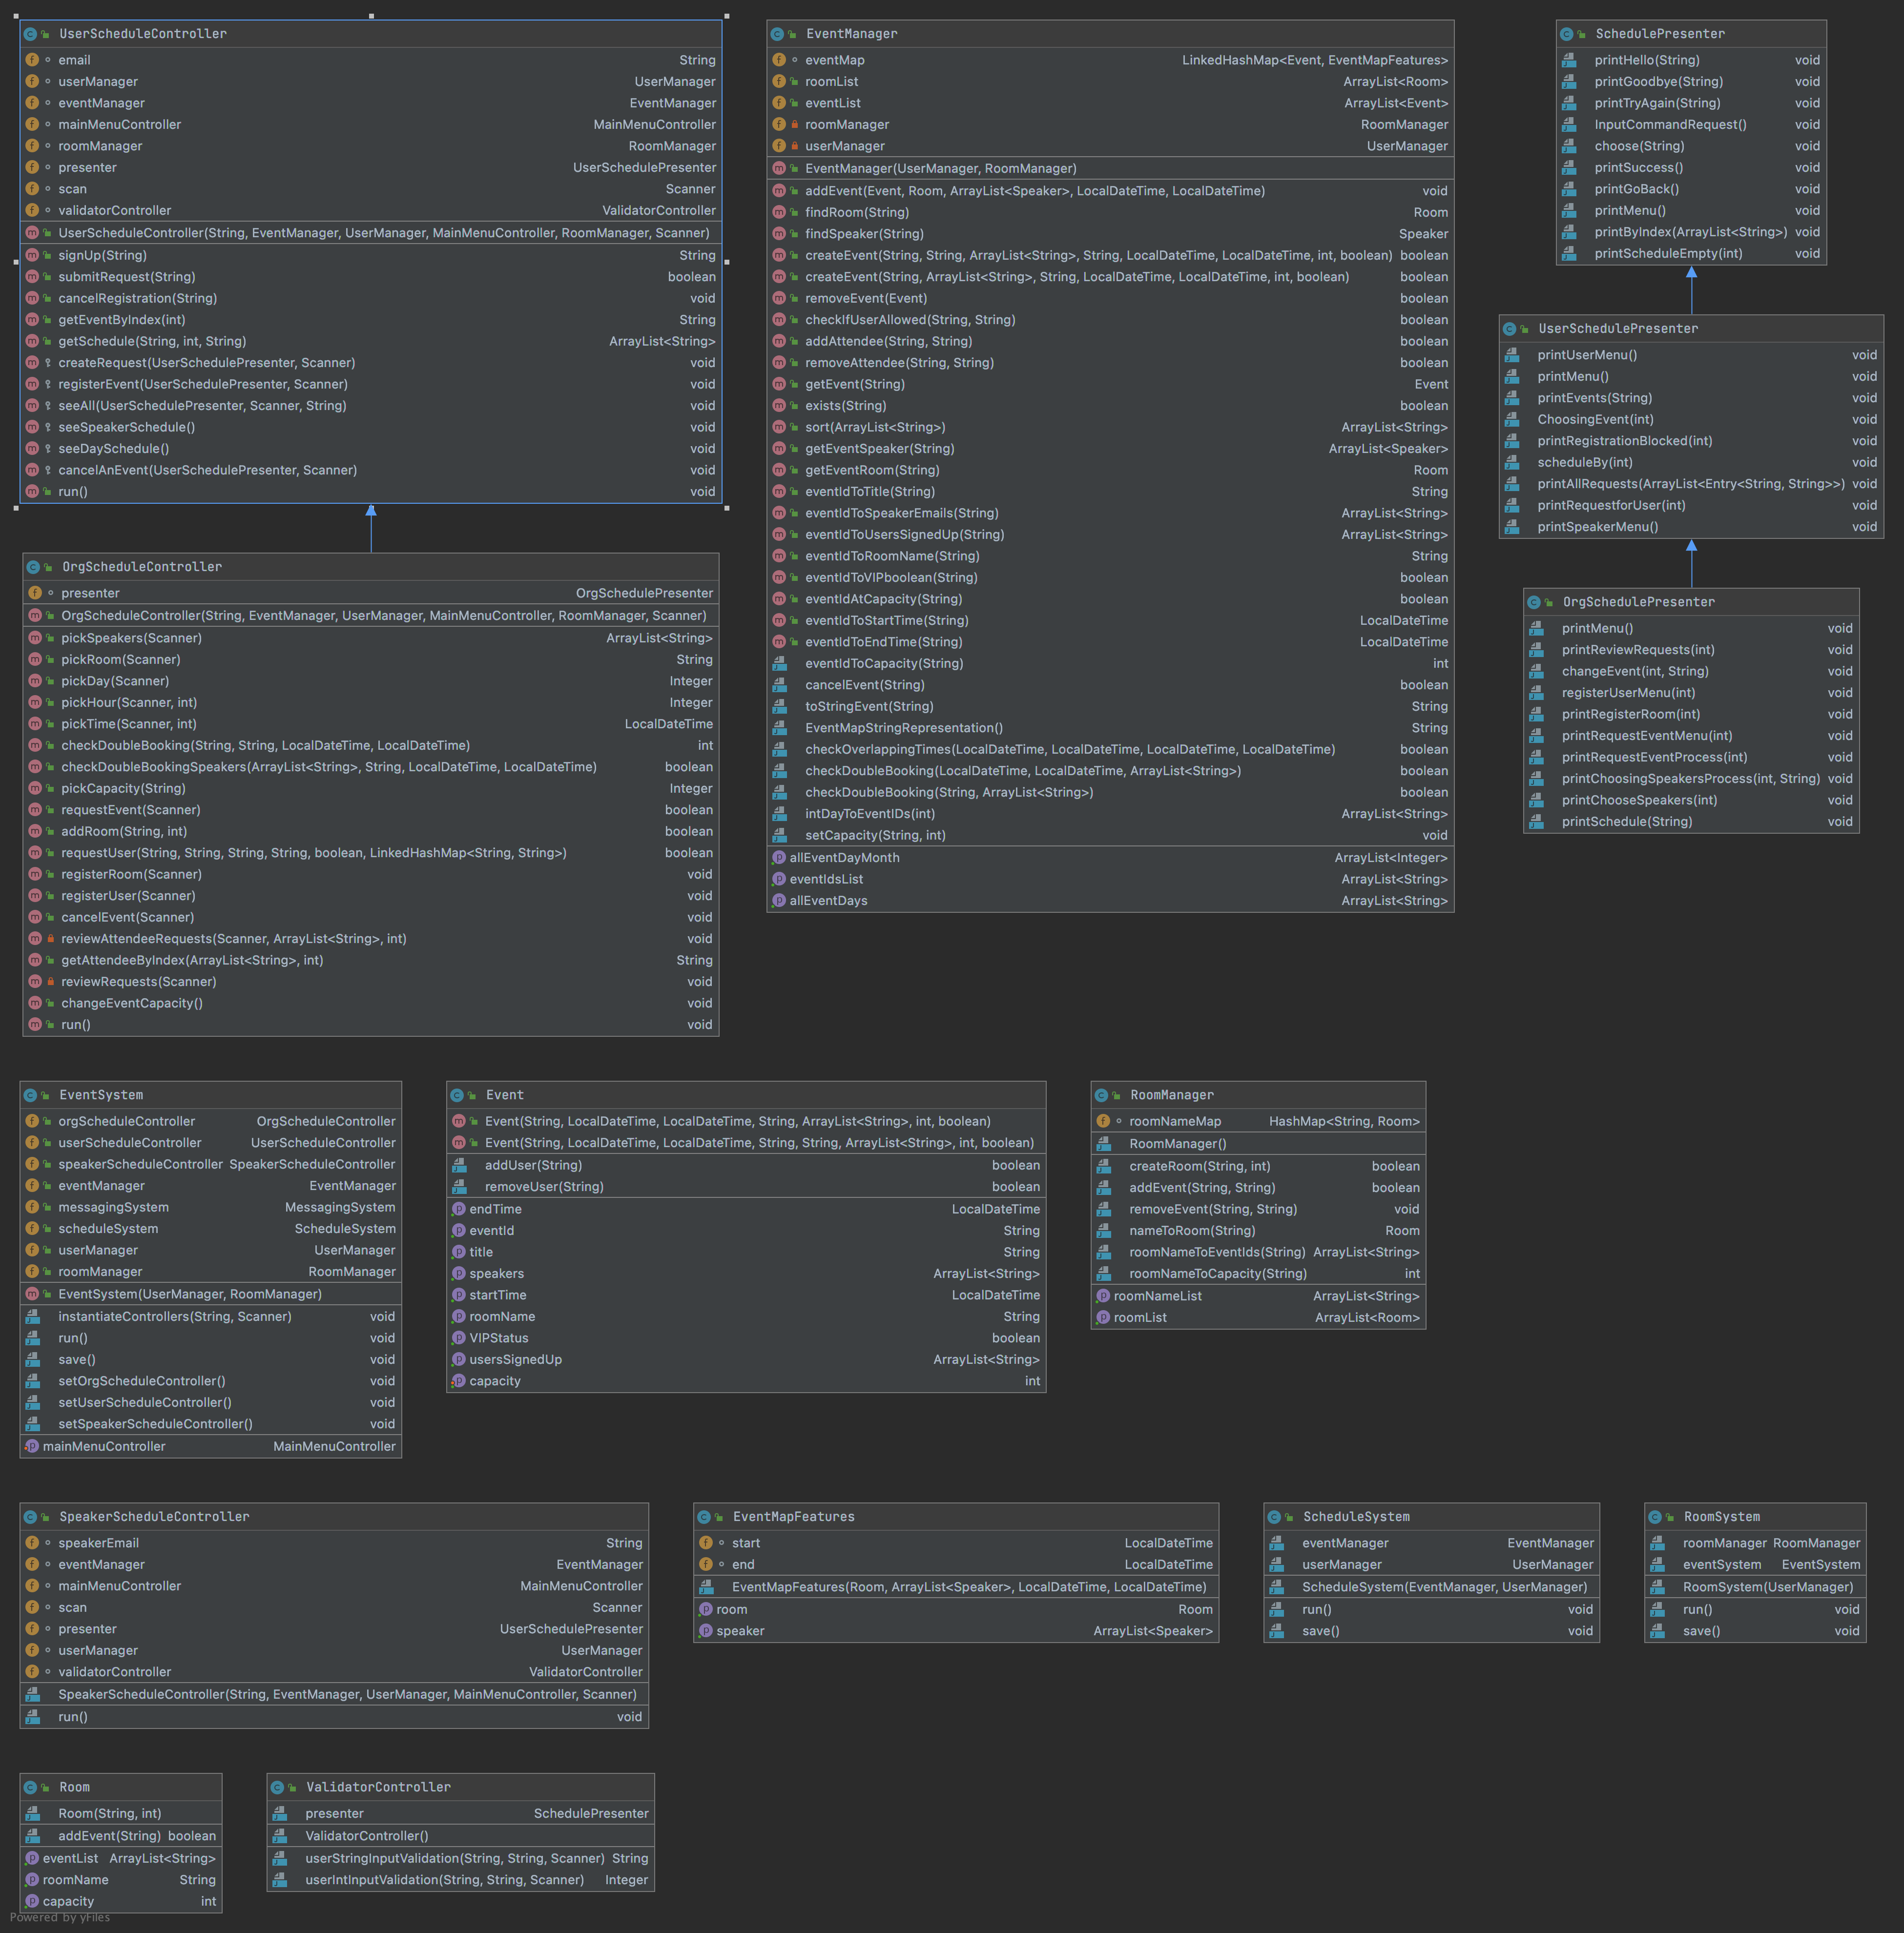 UserScheduleController
email String
userManager UserManager
eventManager EventManager
mainMenuController MainMenuController
roomManager RoomManager
presenter UserSchedulePresenter
scan Scanner
validatorController ValidatorController
UserScheduleController(String, EventManager, UserManager, MainMenuController, RoomManager, Scanner)
signUp(String) String
submitRequest(String) boolean
cancelRegistration(String) void
getEventByIndex(int) String
getSchedule(String, int, String) ArrayList<String>
createRequest(UserSchedulePresenter, Scanner) void
registerEvent(UserSchedulePresenter, Scanner) void
seeAll(UserSchedulePresenter, Scanner, String) void
seeSpeakerSchedule() void
seeDaySchedule() void
cancelAnEvent(UserSchedulePresenter, Scanner) void
run() void
OrgScheduleController
presenter OrgSchedulePresenter
OrgScheduleController(String, EventManager, UserManager, MainMenuController, RoomManager, Scanner)
pickSpeakers(Scanner) ArrayList<String>
pickRoom(Scanner) String
pickDay(Scanner) Integer
pickHour(Scanner, int) Integer
pickTime(Scanner, int) LocalDateTime
checkDoubleBooking(String, String, LocalDateTime, LocalDateTime) int
checkDoubleBookingSpeakers(ArrayList<String>, String, LocalDateTime, LocalDateTime) boolean
pickCapacity(String) Integer
requestEvent(Scanner) boolean
addRoom(String, int) boolean
requestUser(String, String, String, String, boolean, LinkedHashMap<String, String>) boolean
registerRoom(Scanner) void
registerUser(Scanner) void
cancelEvent(Scanner) void
reviewAttendeeRequests(Scanner, ArrayList<String>, int) void
getAttendeeByIndex(ArrayList<String>, int) String
reviewRequests(Scanner) void
changeEventCapacity() void
run() void
EventManager
eventMap LinkedHashMap<Event, EventMapFeatures>
roomList ArrayList<Room>
eventList ArrayList<Event>
roomManager RoomManager
userManager UserManager
EventManager(UserManager, RoomManager)
addEvent(Event, Room, ArrayList<Speaker>, LocalDateTime, LocalDateTime) void
findRoom(String) Room
findSpeaker(String) Speaker
createEvent(String, String, ArrayList<String>, String, LocalDateTime, LocalDateTime, int, boolean) boolean
createEvent(String, ArrayList<String>, String, LocalDateTime, LocalDateTime, int, boolean) boolean
removeEvent(Event) boolean
checkIfUserAllowed(String, String) boolean
addAttendee(String, String) boolean
removeAttendee(String, String) boolean
getEvent(String) Event
exists(String) boolean
sort(ArrayList<String>) ArrayList<String>
getEventSpeaker(String) ArrayList<Speaker>
getEventRoom(String) Room
eventIdToTitle(String) String
eventIdToSpeakerEmails(String) ArrayList<String>
eventIdToUsersSignedUp(String) ArrayList<String>
eventIdToRoomName(String) String
eventIdToVIPboolean(String) boolean
eventIdAtCapacity(String) boolean
eventIdToStartTime(String) LocalDateTime
eventIdToEndTime(String) LocalDateTime
eventIdToCapacity(String) int
cancelEvent(String) boolean
toStringEvent(String) String
EventMapStringRepresentation() String
checkOverlappingTimes(LocalDateTime, LocalDateTime, LocalDateTime, LocalDateTime) boolean
checkDoubleBooking(LocalDateTime, LocalDateTime, ArrayList<String>) boolean
checkDoubleBooking(String, ArrayList<String>) boolean
intDayToEventIDs(int) ArrayList<String>
setCapacity(String, int) void
allEventDayMonth ArrayList<Integer>
eventIdsList ArrayList<String>
allEventDays ArrayList<String>
SchedulePresenter
printHello(String) void
printGoodbye(String) void
printTryAgain(String) void
InputCommandRequest() void
choose(String) void
printSuccess() void
printGoBack() void
printMenu() void
printByIndex(ArrayList<String>) void
printScheduleEmpty(int) void
UserSchedulePresenter
printUserMenu() void
printMenu() void
printEvents(String) void
ChoosingEvent(int) void
printRegistrationBlocked(int) void
scheduleBy(int) void
printAllRequests(ArrayList<Entry<String, String>>) void
printRequestforUser(int) void
printSpeakerMenu() void
OrgSchedulePresenter
printMenu() void
printReviewRequests(int) void
changeEvent(int, String) void
registerUserMenu(int) void
printRegisterRoom(int) void
printRequestEventMenu(int) void
printRequestEventProcess(int) void
printChoosingSpeakersProcess(int, String) void
printChooseSpeakers(int) void
printSchedule(String) void
EventSystem
orgScheduleController OrgScheduleController
userScheduleController UserScheduleController
speakerScheduleController SpeakerScheduleController
eventManager EventManager
messagingSystem MessagingSystem
scheduleSystem ScheduleSystem
userManager UserManager
roomManager RoomManager
EventSystem(UserManager, RoomManager)
instantiateControllers(String, Scanner) void
run() void
save() void
setOrgScheduleController() void
setUserScheduleController() void
setSpeakerScheduleController() void
mainMenuController MainMenuController
Event
Event(String, LocalDateTime, LocalDateTime, String, ArrayList<String>, int, boolean)
Event(String, LocalDateTime, LocalDateTime, String, String, ArrayList<String>, int, boolean)
addUser(String) boolean
removeUser(String) boolean
endTime LocalDateTime
eventId String
title String
speakers ArrayList<String>
startTime LocalDateTime
roomName String
VIPStatus boolean
usersSignedUp ArrayList<String>
capacity int
RoomManager
roomNameMap HashMap<String, Room>
RoomManager()
createRoom(String, int) boolean
addEvent(String, String) boolean
removeEvent(String, String) void
nameToRoom(String) Room
roomNameToEventIds(String) ArrayList<String>
roomNameToCapacity(String) int
roomNameList ArrayList<String>
roomList ArrayList<Room>
SpeakerScheduleController
speakerEmail String
eventManager EventManager
mainMenuController MainMenuController
scan Scanner
presenter UserSchedulePresenter
userManager UserManager
validatorController ValidatorController
SpeakerScheduleController(String, EventManager, UserManager, MainMenuController, Scanner)
run() void
EventMapFeatures
start LocalDateTime
end LocalDateTime
EventMapFeatures(Room, ArrayList<Speaker>, LocalDateTime, LocalDateTime)
room Room
speaker ArrayList<Speaker>
ScheduleSystem
eventManager EventManager
userManager UserManager
ScheduleSystem(EventManager, UserManager)
run() void
save() void
RoomSystem
roomManager RoomManager
eventSystem EventSystem
RoomSystem(UserManager)
run() void
save() void
Room
Room(String, int)
addEvent(String) boolean
eventList ArrayList<String>
roomName String
capacity int
ValidatorController
presenter SchedulePresenter
ValidatorController()
userStringInputValidation(String, String, Scanner) String
userIntInputValidation(String, String, Scanner) Integer
Powered by yFiles